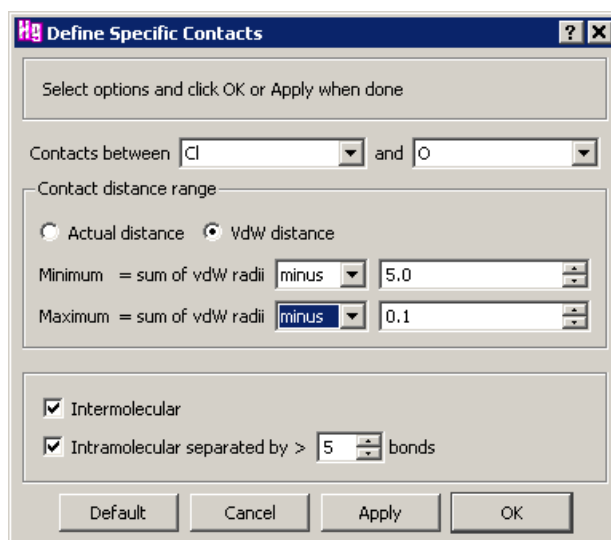 Hg Define Specific Contacts ? X
Select options and click OK or Apply when done
Contacts between Cl and O
Contact distance range
Actual distance VdW distance
Minimum = sum of vdW radii minus 5.0
Maximum = sum of vdW radii minus 0.1
Intermolecular
Intramolecular separated by > 5 bonds
Default Cancel Apply OK